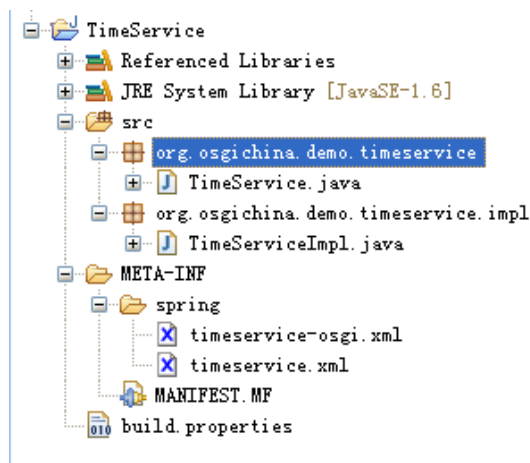 TimeService
Referenced Libraries
JRE System Library [JavaSE-1.6]
src
org.osgichina.demo.timeservice
TimeService.java
org.osgichina.demo.timeservice.impl
TimeServiceImpl.java
META-INF
spring
timeservice-osgi.xml
timeservice.xml
MANIFEST.MF
build.properties